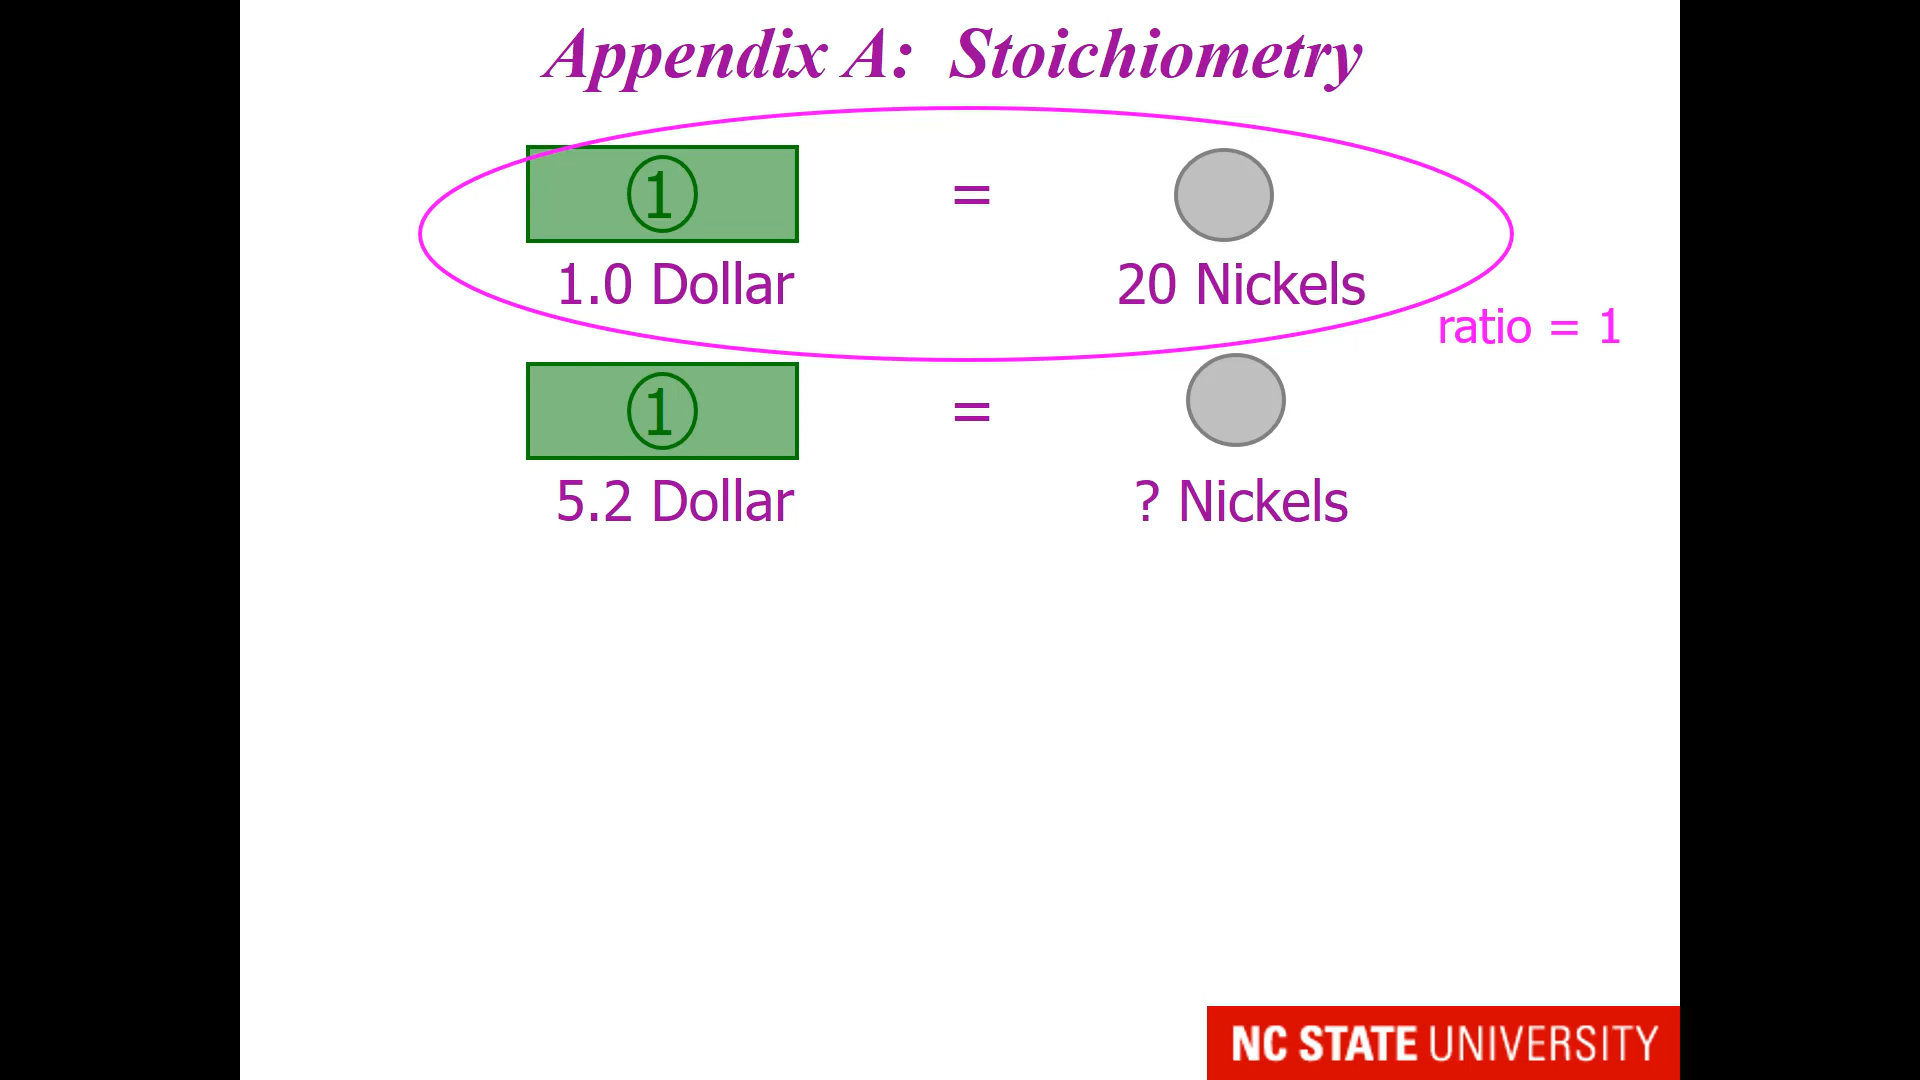 Appendix A: Stoichiometry
1
=
1.0 Dollar
20 Nickels
ratio = 1
1
=
5.2 Dollar
? Nickels
NC STATE UNIVERSITY